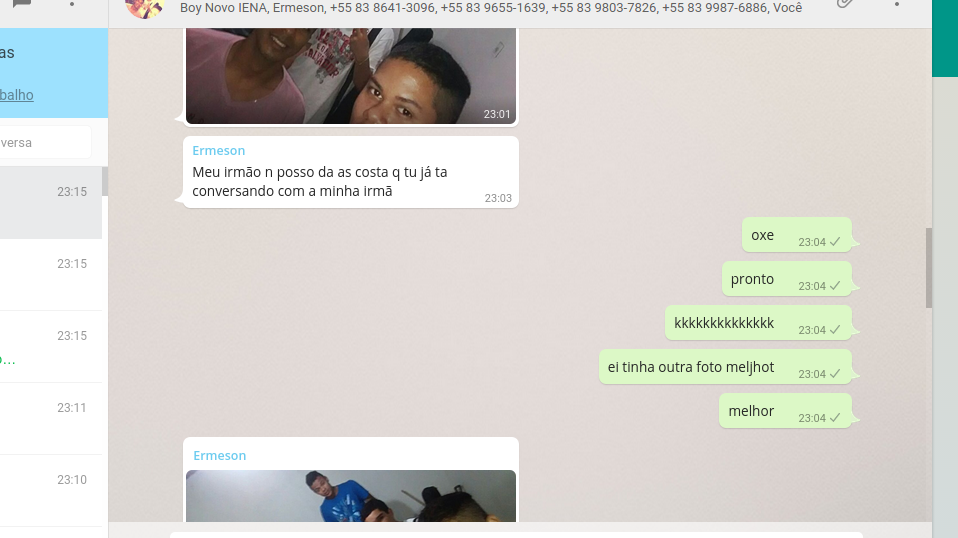 Boy Novo IENA, Ermeson, +55 83 8641-3096, +55 83 9655-1639, +55 83 9803-7826, +55 83 9987-6886, Você
as
balho
versa
23:15
23:15
23:15
o...
23:11
23:10
23:01
Ermeson
Meu irmão n posso da as costa q tu já ta
conversando com a minha irmã
23:03
oxe 23:04
pronto 23:04
kkkkkkkkkkkkkk 23:04
ei tinha outra foto meljhot 23:04
melhor 23:04
Ermeson